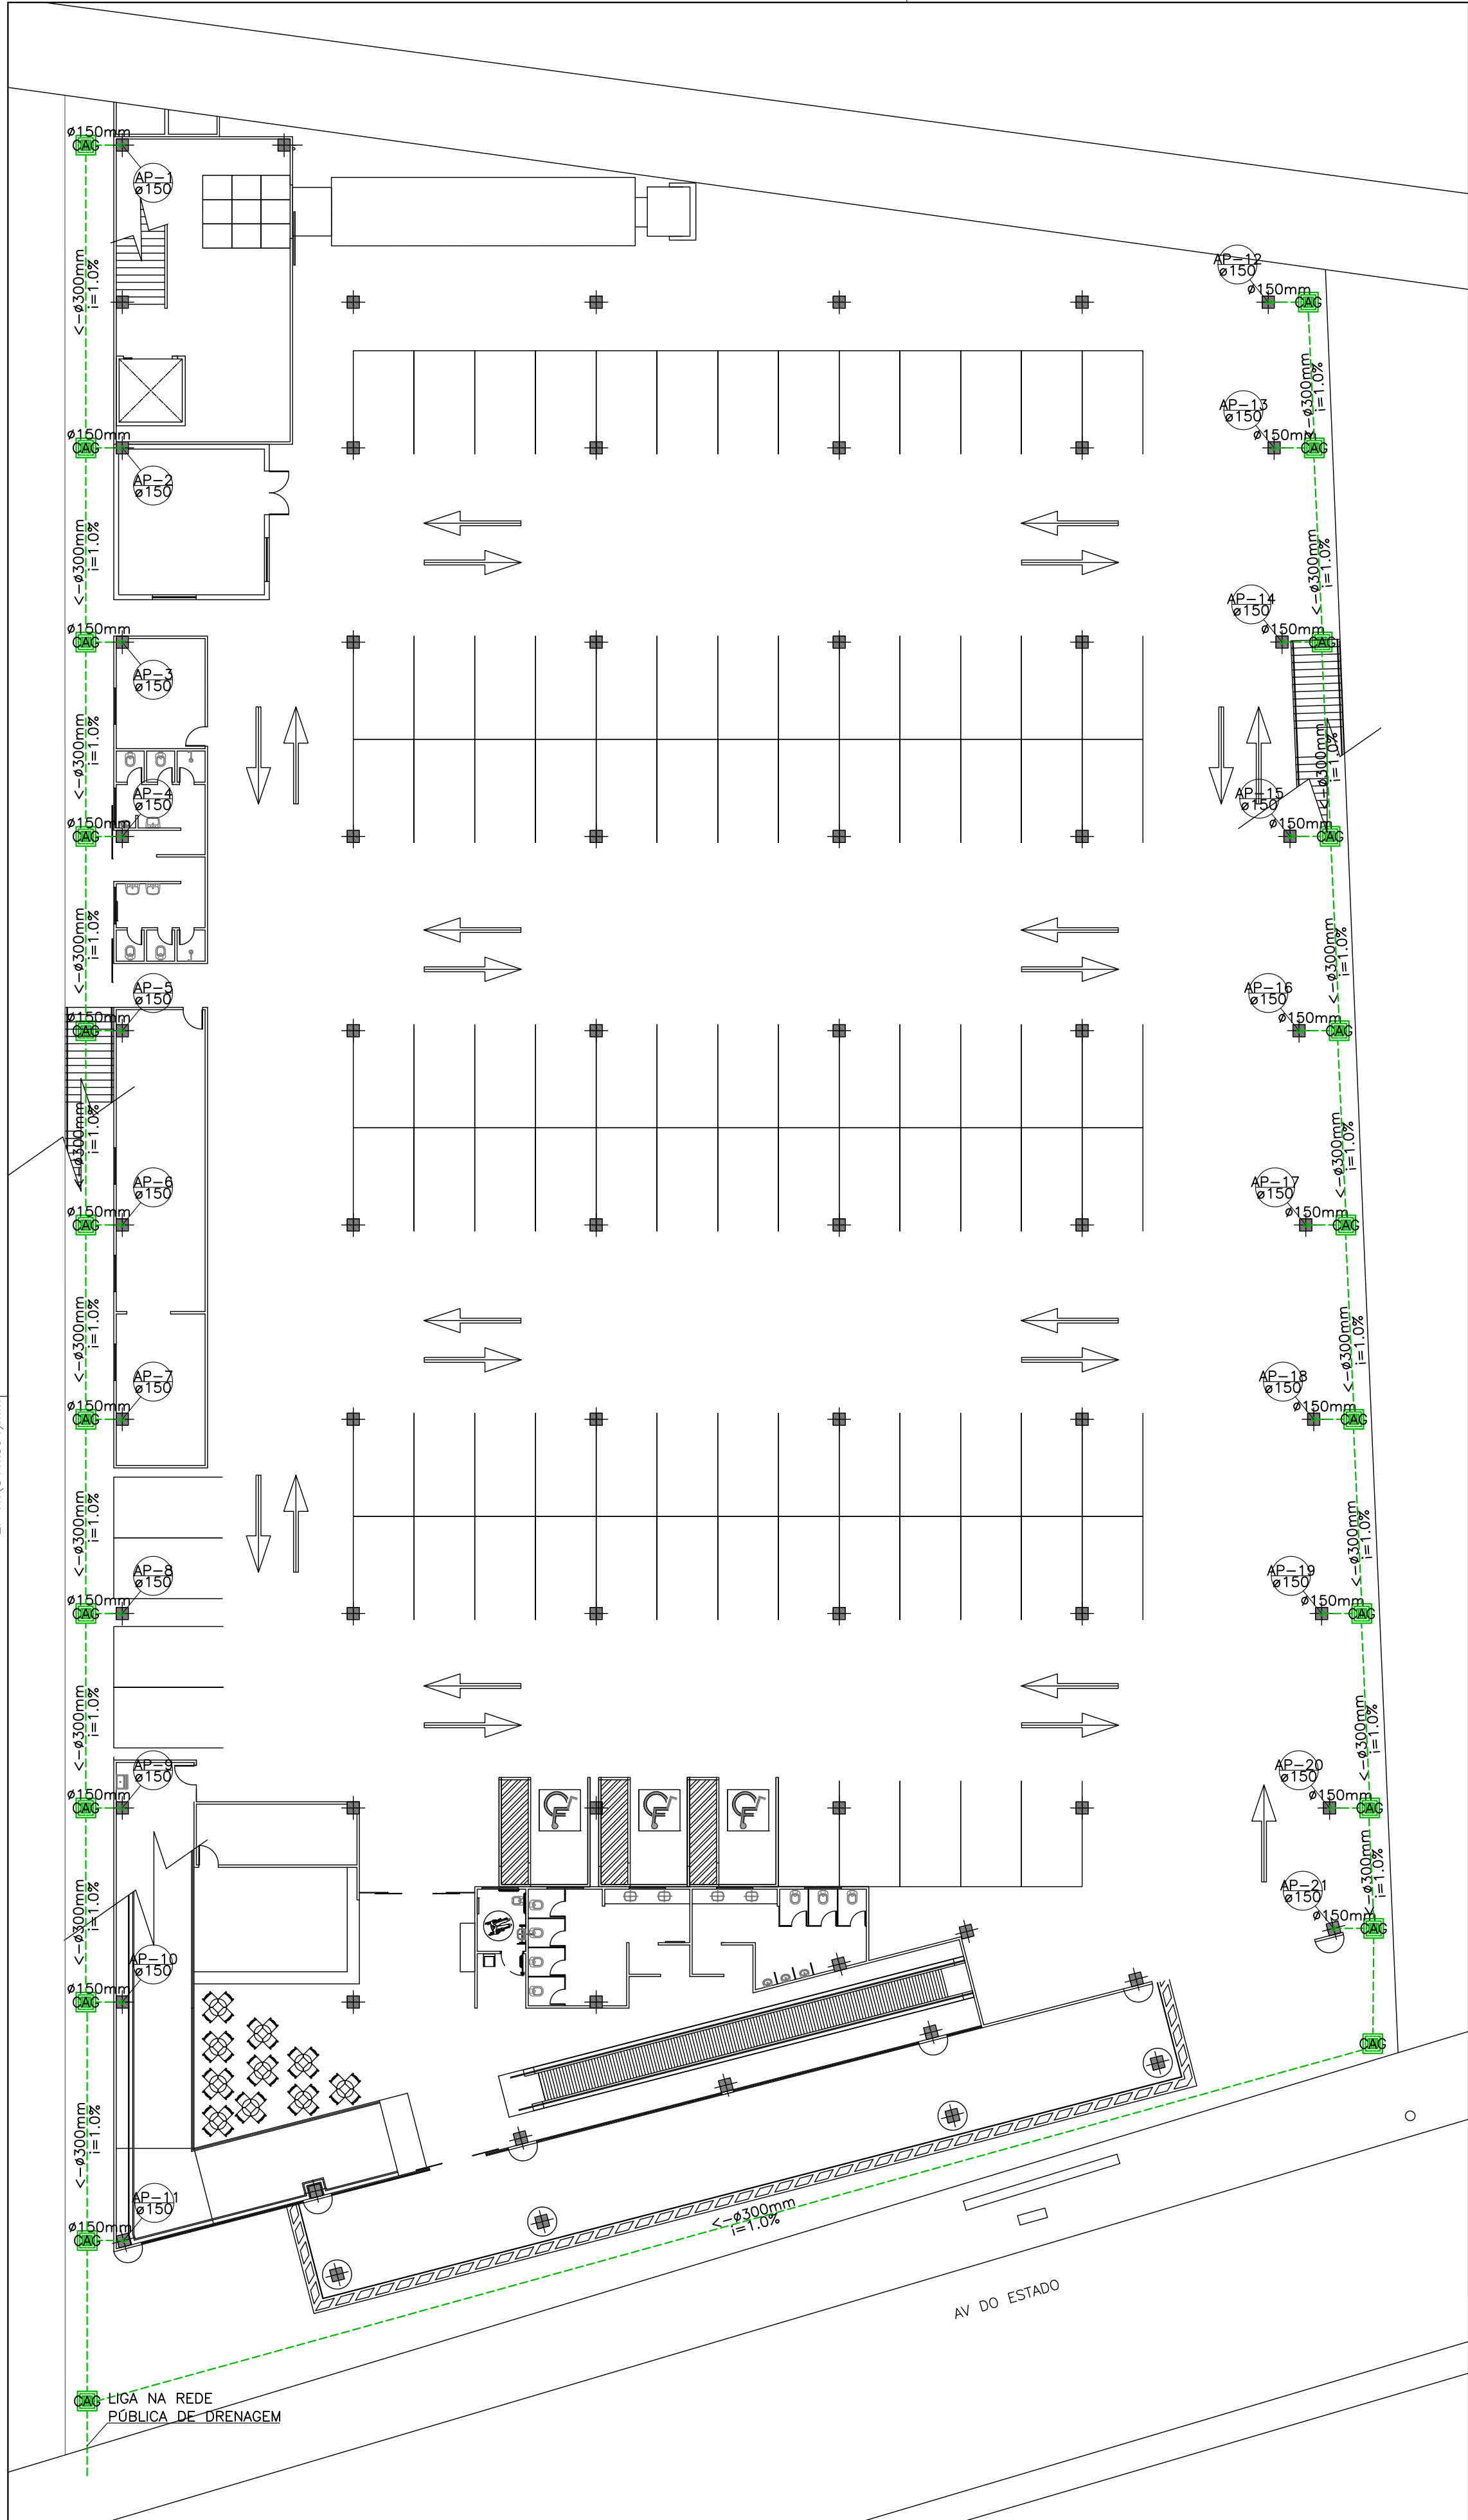 ø150mm
CAG
AP-1
ø150
<-ø300mm
i=1.0%
AP-12
ø150
ø150mm
CAG
<-ø300mm
i=1.0%
AP-13
ø150
ø150mm
CAG
ø150mm
CAG
AP-2
ø150
<-ø300mm
i=1.0%
<-ø300mm
i=1.0%
AP-14
ø150
ø150mm
CAG
ø150mm
CAG
AP-3
ø150
<-ø300mm
i=1.0%
<-ø300mm
i=1.0%
AP-4
ø150
ø150mm
CAG
AP-15
ø150
ø150mm
CAG
<-ø300mm
i=1.0%
<-ø300mm
i=1.0%
AP-5
ø150
ø150mm
CAG
AP-16
ø150
ø150mm
CAG
<-ø300mm
i=1.0%
<-ø300mm
i=1.0%
AP-6
ø150
ø150mm
CAG
AP-17
ø150
ø150mm
CAG
<-ø300mm
i=1.0%
<-ø300mm
i=1.0%
AP-7
ø150
ø150mm
CAG
AP-18
ø150
ø150mm
CAG
<-ø300mm
i=1.0%
<-ø300mm
i=1.0%
AP-8
ø150
ø150mm
CAG
AP-19
ø150
ø150mm
CAG
<-ø300mm
i=1.0%
<-ø300mm
i=1.0%
AP-9
ø150
ø150mm
CAG
AP-20
ø150
ø150mm
CAG
<-ø300mm
i=1.0%
<-ø300mm
i=1.0%
AP-21
ø150
ø150mm
CAG
AP-10
ø150
ø150mm
CAG
CAG
<-ø300mm
i=1.0%
AP-11
ø150
ø150mm
CAG
<-ø300mm
i=1.0%
AV DO ESTADO
CAG
LIGA NA REDE
PÚBLICA DE DRENAGEM